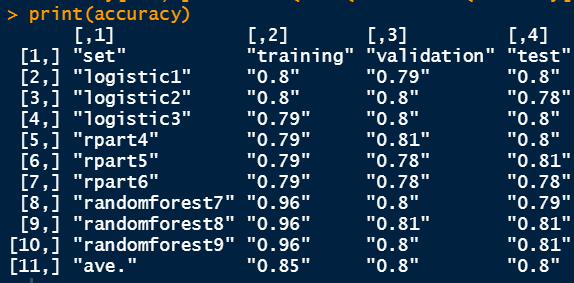 > print(accuracy)
[,1] [,2] [,3] [,4]
[1,] "set" "training" "validation" "test"
[2,] "logistic1" "0.8" "0.79" "0.8"
[3,] "logistic2" "0.8" "0.8" "0.78"
[4,] "logistic3" "0.79" "0.8" "0.8"
[5,] "rpart4" "0.79" "0.81" "0.8"
[6,] "rpart5" "0.79" "0.78" "0.81"
[7,] "rpart6" "0.79" "0.78" "0.78"
[8,] "randomforest7" "0.96" "0.8" "0.79"
[9,] "randomforest8" "0.96" "0.81" "0.81"
[10,] "randomforest9" "0.96" "0.8" "0.81"
[11,] "ave." "0.85" "0.8" "0.8"